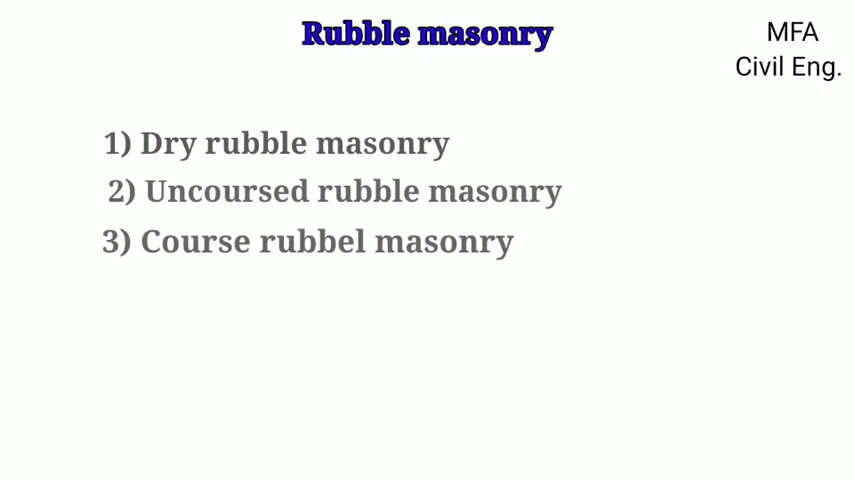 Rubble masonry
MFA
Civil Eng.
1) Dry rubble masonry
2) Uncoursed rubble masonry
3) Course rubbel masonry